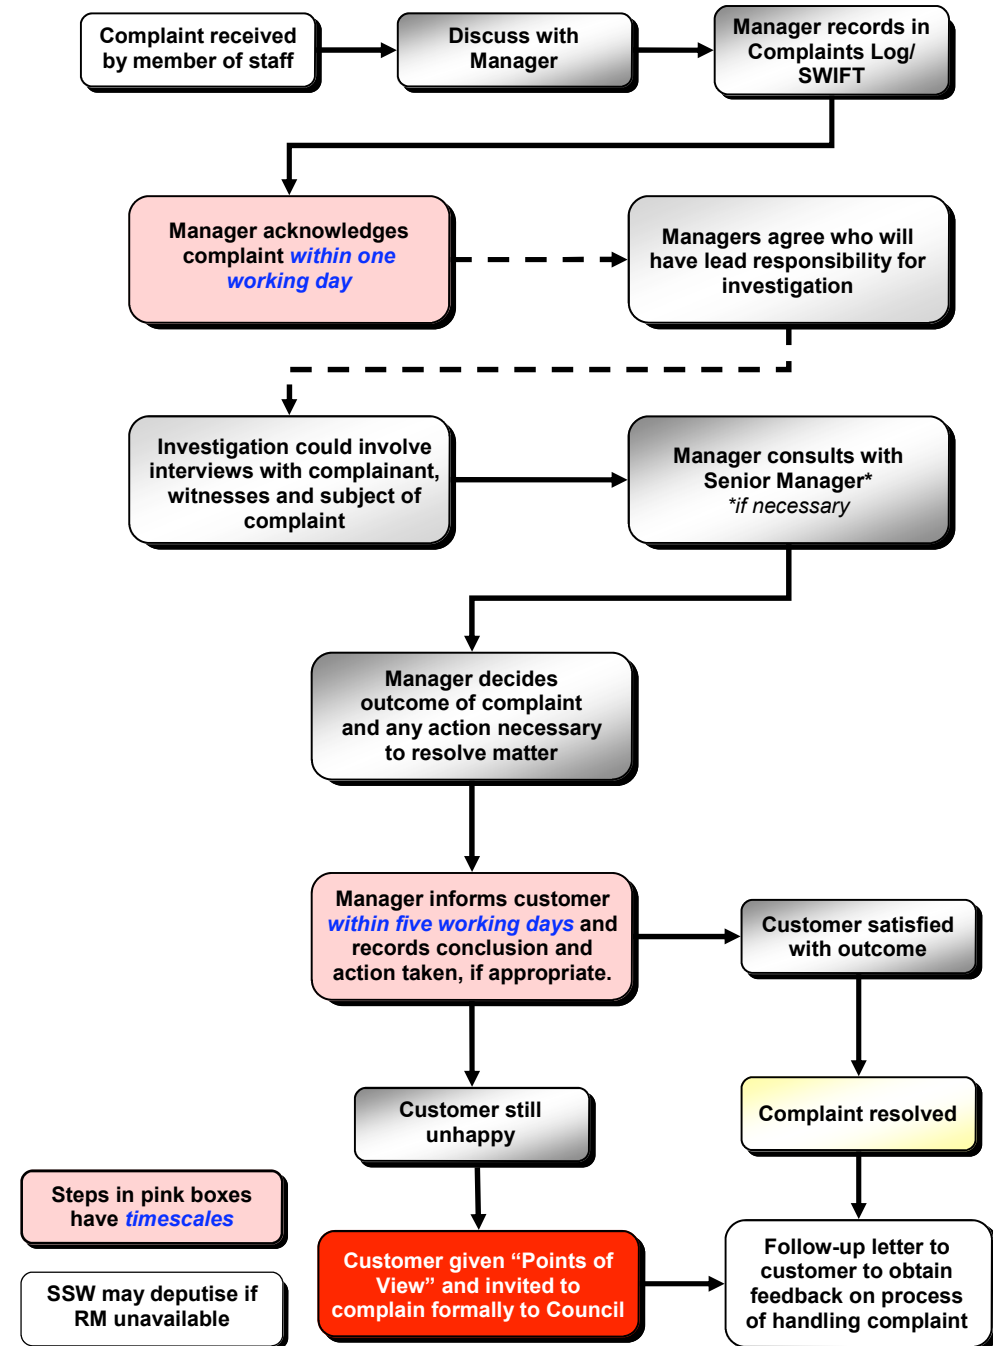 Complaint received
by member of staff
Discuss with
Manager
Manager records in
Complaints Log/
SWIFT
Manager acknowledges
complaint within one
working day
Managers agree who will
have lead responsibility for
investigation
Investigation could involve
interviews with complainant,
witnesses and subject of
complaint
Manager consults with
Senior Manager*
*if necessary
Manager decides
outcome of complaint
and any action necessary
to resolve matter
Manager informs customer
within five working days and
records conclusion and
action taken, if appropriate.
Customer satisfied
with outcome
Customer still
unhappy
Complaint resolved
Steps in pink boxes
have timescales
SSW may deputise if
RM unavailable
Customer given “Points of
View” and invited to
complain formally to Council
Follow-up letter to
customer to obtain
feedback on process
of handling complaint